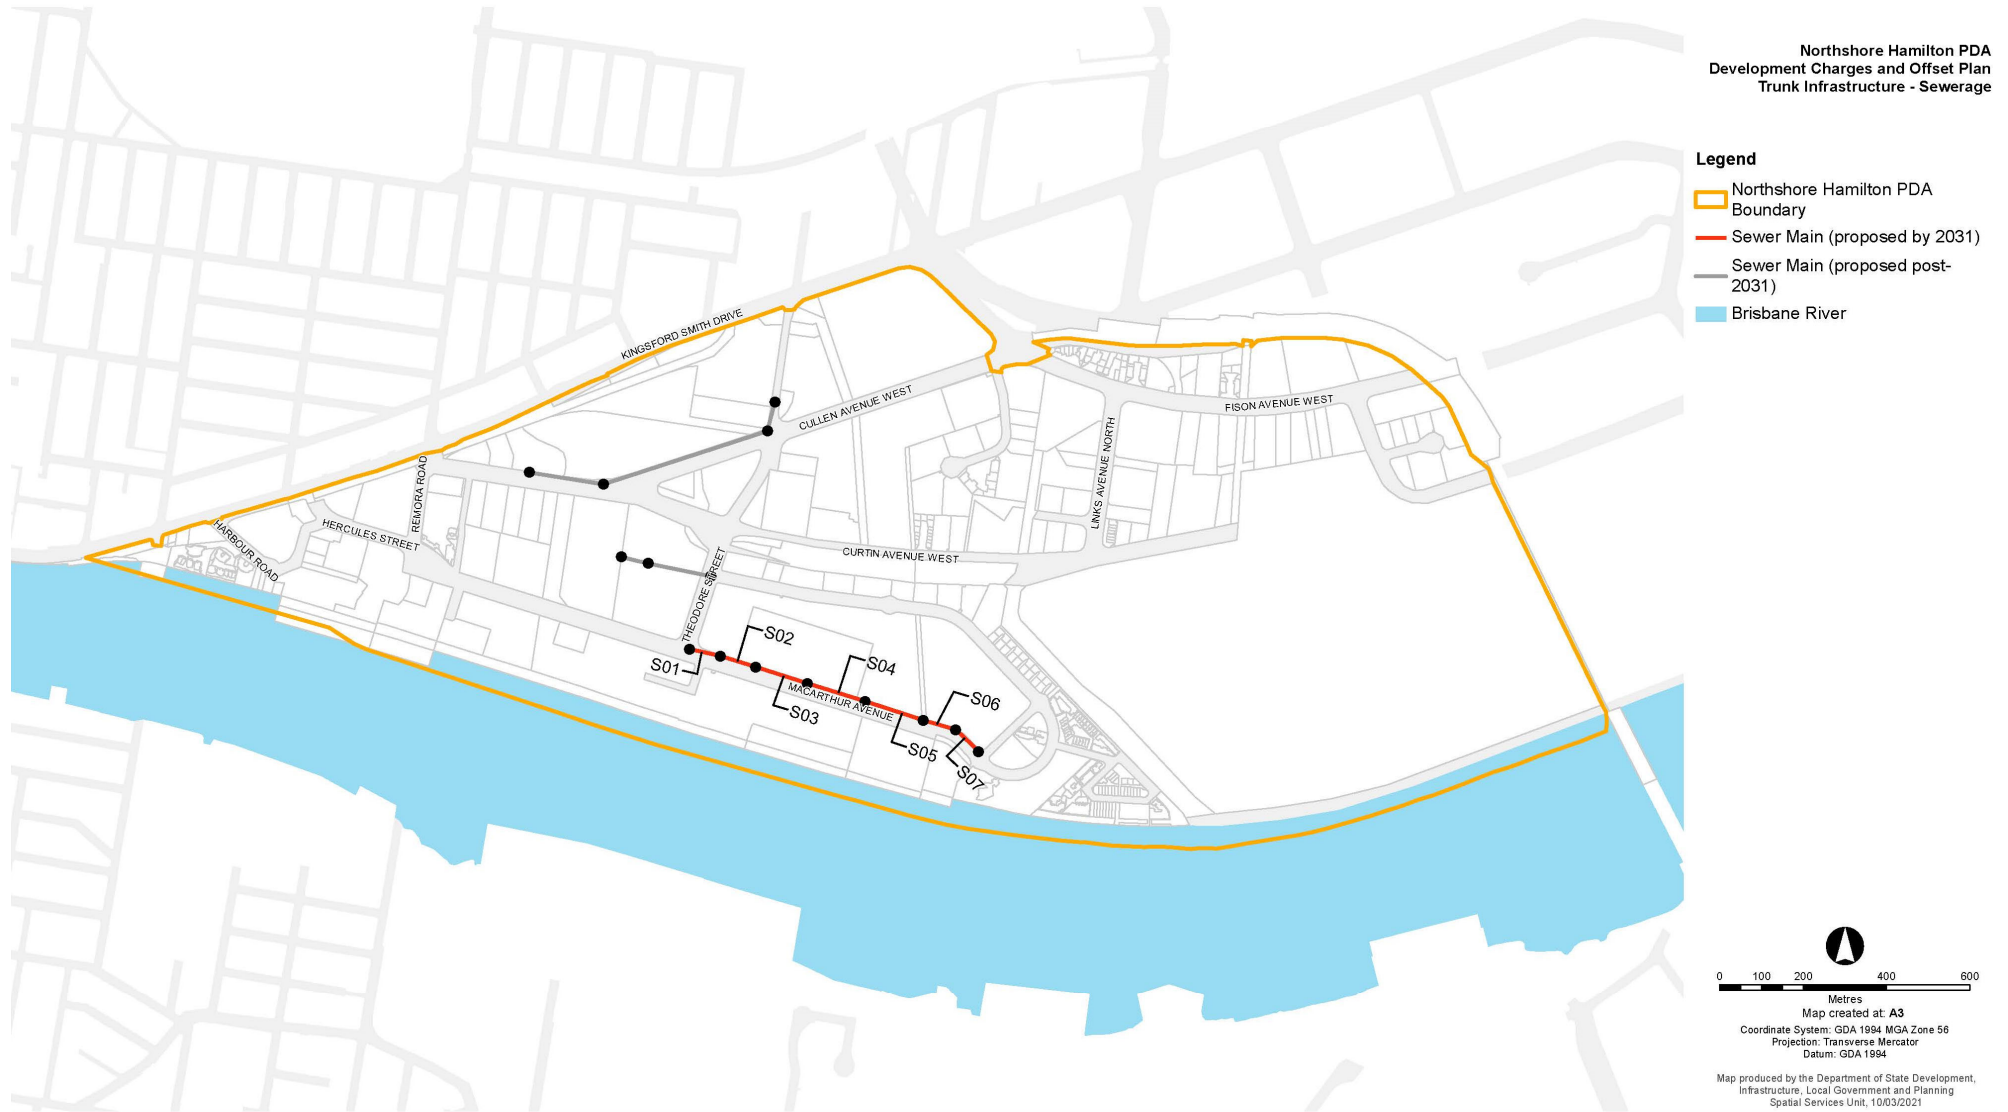 Northshore Hamilton PDA
Development Charges and Offset Plan
Trunk Infrastructure - Sewerage
Legend
Northshore Hamilton PDA
Boundary
Sewer Main (proposed by 2031)
Sewer Main (proposed post-
2031)
Brisbane River
KINGSFORD SMITH DRIVE
CULLEN AVENUE WEST
FISON AVENUE WEST
LINKS AVENUE NORTH
REMORA ROAD
HERCULES STREET
HARBOUR ROAD
CURTIN AVENUE WEST
THEODORE STREET
S01
S02
S03
S04
MACARTHUR AVENUE
S05
S06
S07
0 100 200 400 600
Metres
Map created at: A3
Coordinate System: GDA 1994 MGA Zone 56
Projection: Transverse Mercator
Datum: GDA 1994
Map produced by the Department of State Development,
Infrastructure, Local Government and Planning
Spatial Services Unit, 10/03/2021